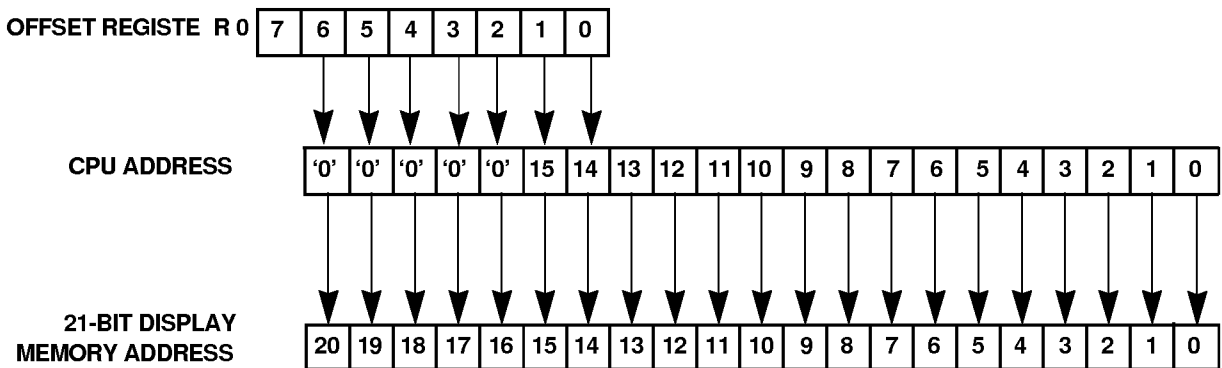 OFFSET REGISTE R 0 7 6 5 4 3 2 1 0
CPU ADDRESS '0' '0' '0' '0' '0' 15 14 13 12 11 10 9 8 7 6 5 4 3 2 1 0
21-BIT DISPLAY
MEMORY ADDRESS 20 19 18 17 16 15 14 13 12 11 10 9 8 7 6 5 4 3 2 1 0